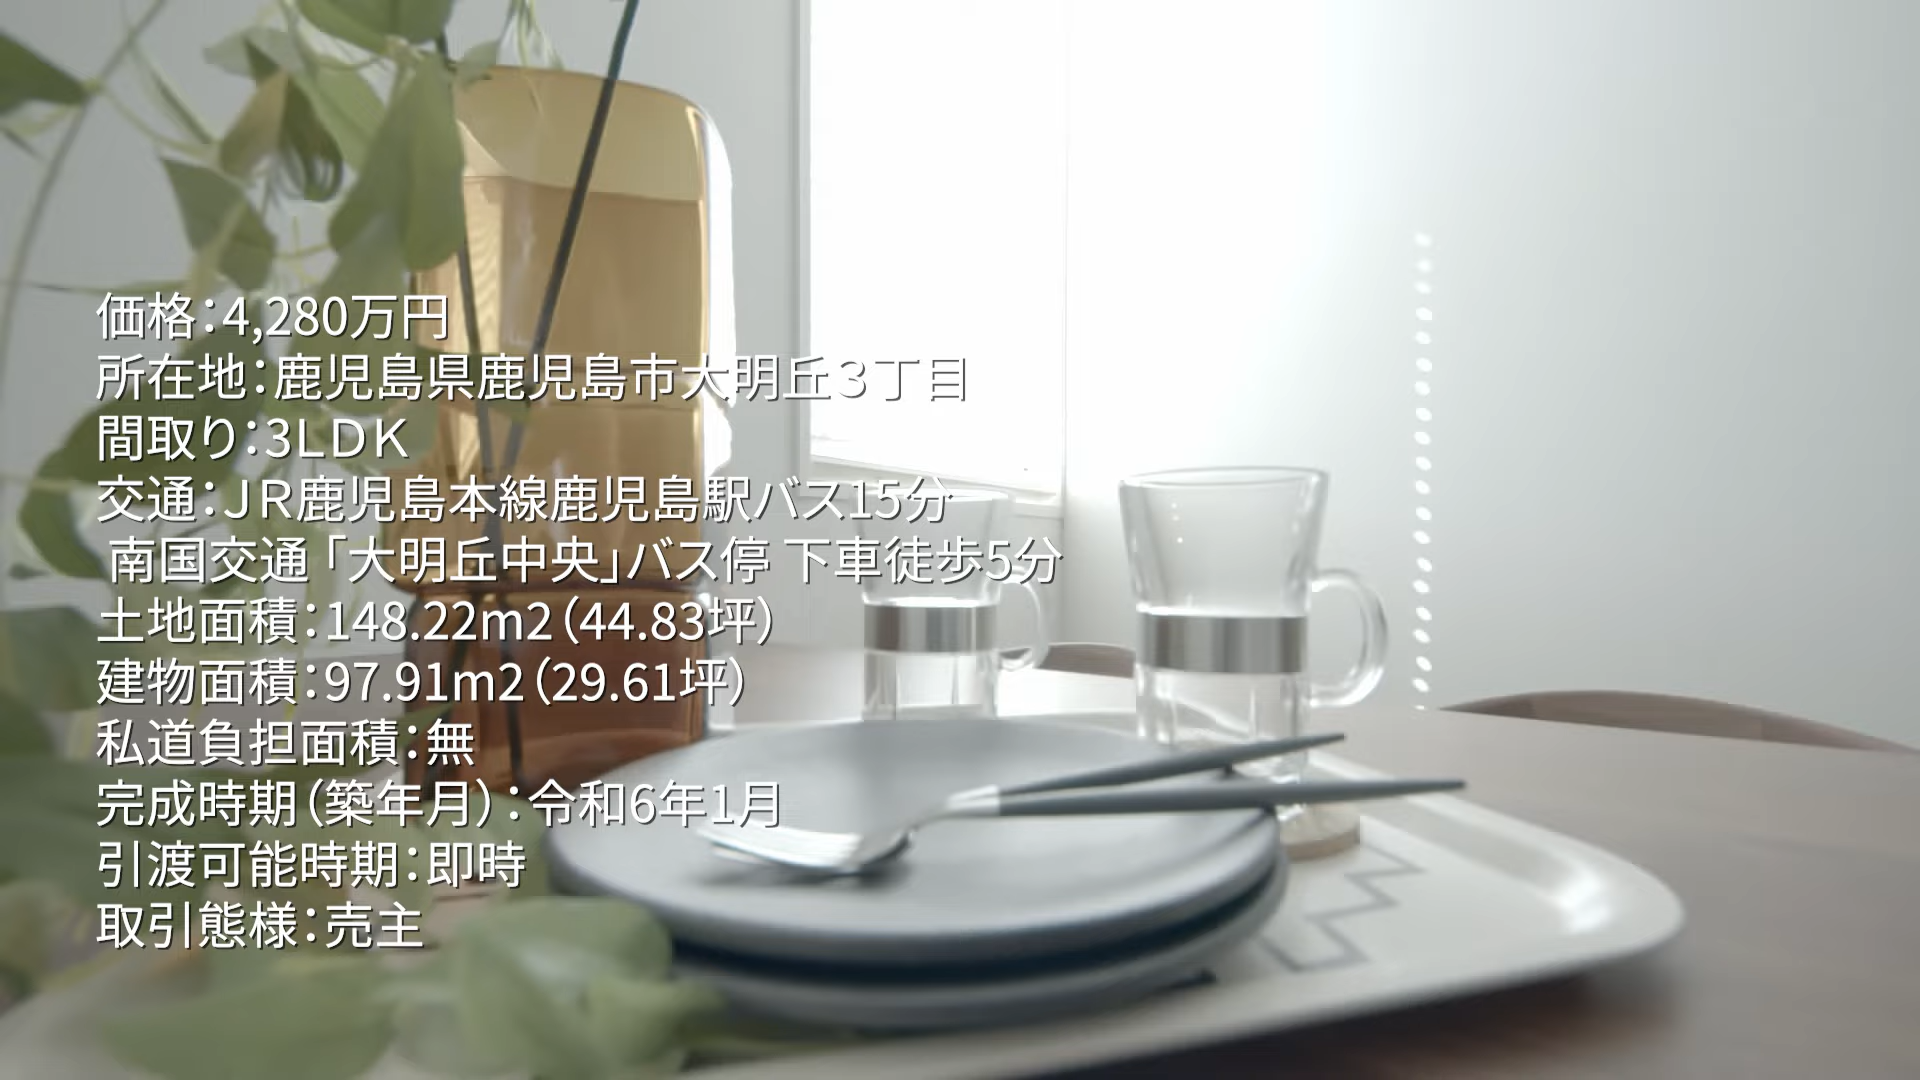 価格：4,280万円
所在地：鹿児島県鹿児島市大明丘３丁目
間取り：3ＬＤＫ
交通：ＪＲ鹿児島本線鹿児島駅バス15分
南国交通「大明丘中央」バス停 下車徒歩5分
土地面積：148.22m2（44.83坪）
建物面積：97.91m2（29.61坪）
私道負担面積：無
完成時期（築年月）：令和6年1月
引渡可能時期：即時
取引態様：売主